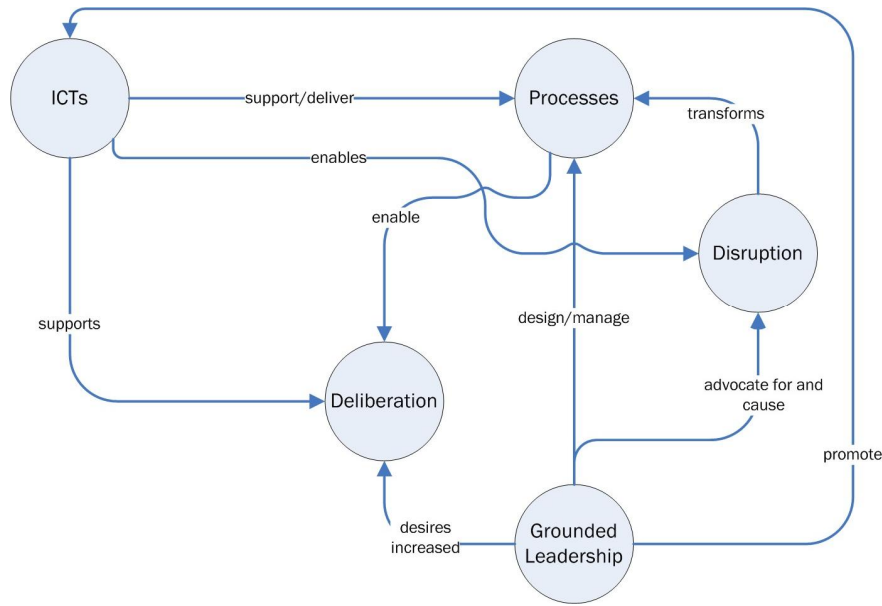 ICTs
support/deliver
Processes
transforms
enables
enable
Disruption
design/manage
supports
advocate for and
cause
Deliberation
promote
desires
increased
Grounded
Leadership